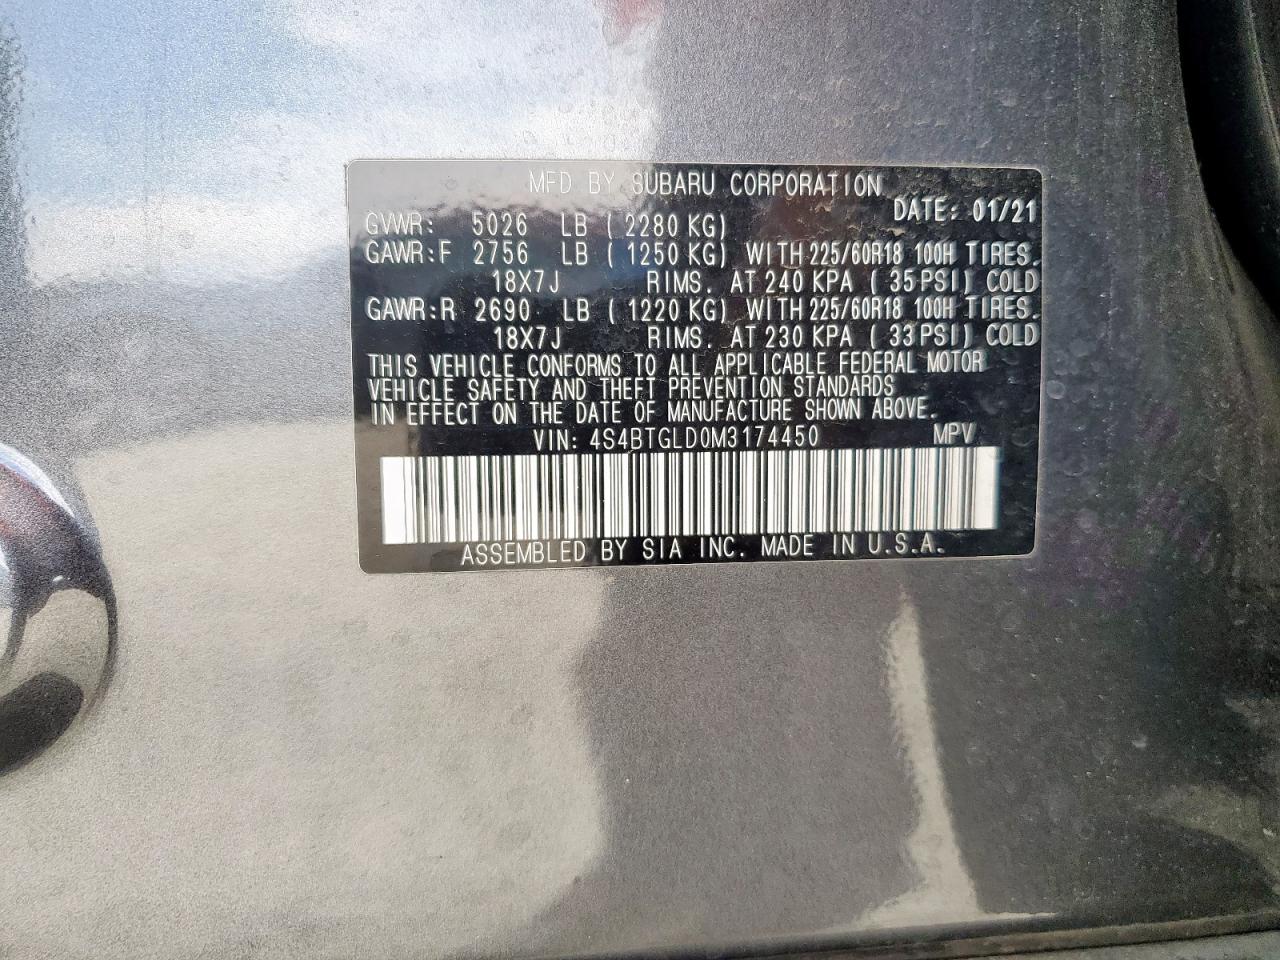 MFD BY SUBARU CORPORATION
DATE: 01/21
GVWR: 5026 LB ( 2280 KG)
GAWR:F 2756 LB ( 1250 KG) WITH 225/60R18 100H TIRES.
18X7J RIMS. AT 240 KPA ( 35 PSI) COLD
GAWR:R 2690 LB ( 1220 KG) WITH 225/60R18 100H TIRES.
18X7J RIMS. AT 230 KPA ( 33 PSI) COLD
THIS VEHICLE CONFORMS TO ALL APPLICABLE FEDERAL MOTOR
VEHICLE SAFETY AND THEFT PREVENTION STANDARDS
IN EFFECT ON THE DATE OF MANUFACTURE SHOWN ABOVE.
VIN: 4S4BTGLD0M3174450 MPV
ASSEMBLED BY SIA INC. MADE IN U.S.A.